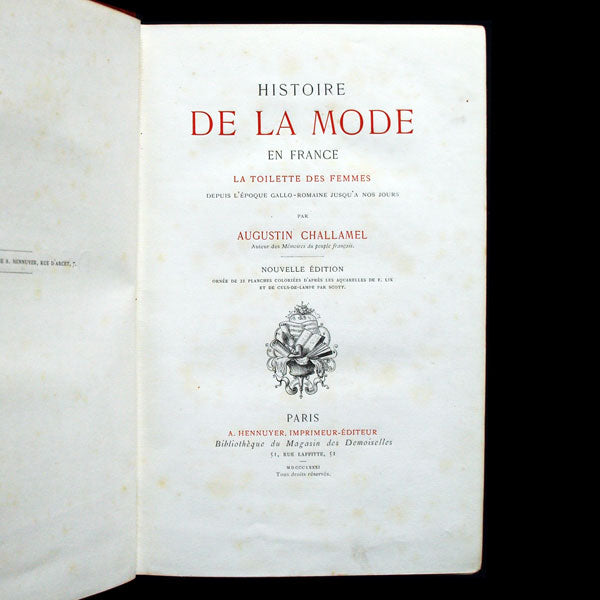 E A. HENNUYER, RUE D'ARCET, 7.
HISTOIRE
DE LA MODE
EN FRANCE
LA TOILETTE DES FEMMES
DEPUIS L'ÉPOQUE GALLO-ROMAINE JUSQU'A NOS JOURS
PAR
AUGUSTIN CHALLAMEL
Auteur des Mémoires du peuple français.
NOUVELLE ÉDITION
ORNÉE DE 21 PLANCHES COLORIÉES D'APRÈS LES AQUARELLES DE F. LIX
ET DE CULS-DE-LAMPE PAR SCOTT.
PARIS
A. HENNUYER, IMPRIMEUR-ÉDITEUR
Bibliothèque du Magasin des Demoiselles
51, RUE LAFFITTE, 51
MDCCCLXXXI
Tous droits réservés.